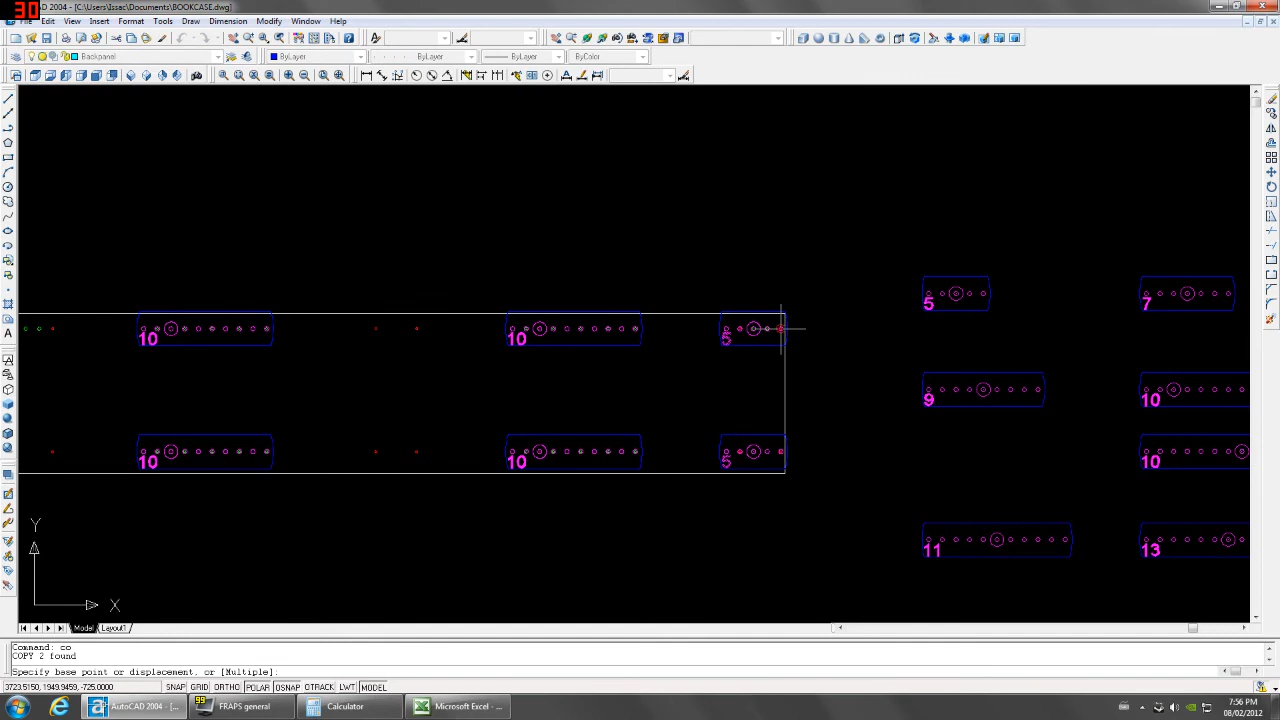 30
CAD 2004 - [C:\Users\Issac\Documents\BOOKCASE.dwg]
File Edit View Insert Format Tools Draw Dimension Modify Window Help
Backpanel ByLayer ByLayer ByLayer ByColor
A
5 7
10 10 5
9 10
10 10 5 10
11 13
Y
X
Model Layout1
Command: co
COPY 2 found
Specify base point or displacement, or [Multiple]:
3723.5150, 1949.9459, -725.0000 SNAP GRID ORTHO POLAR OSNAP OTRACK LWT MODEL
AutoCAD 2004 - [... 99 FRAPS general Calculator Microsoft Excel - ... 7:56 PM
08/02/2012